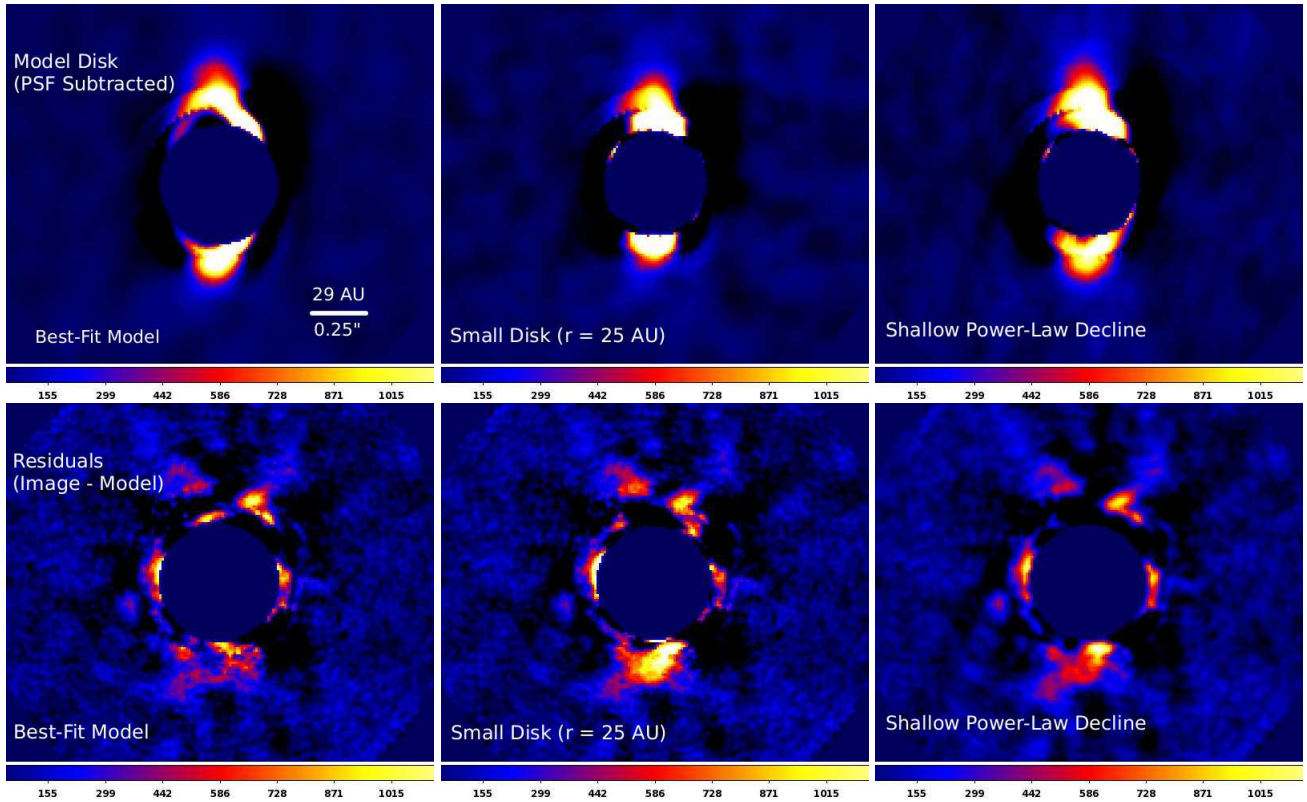 Model Disk
(PSF Subtracted)
29 AU
0.25"
Best-Fit Model
Small Disk (r = 25 AU)
Shallow Power-Law Decline
155 299 442 586 728 871 1015
155 299 442 586 728 871 1015
155 299 442 586 728 871 1015
Residuals
(Image - Model)
Best-Fit Model
Small Disk (r = 25 AU)
Shallow Power-Law Decline
155 299 442 586 728 871 1015
155 299 442 586 728 871 1015
155 299 442 586 728 871 1015